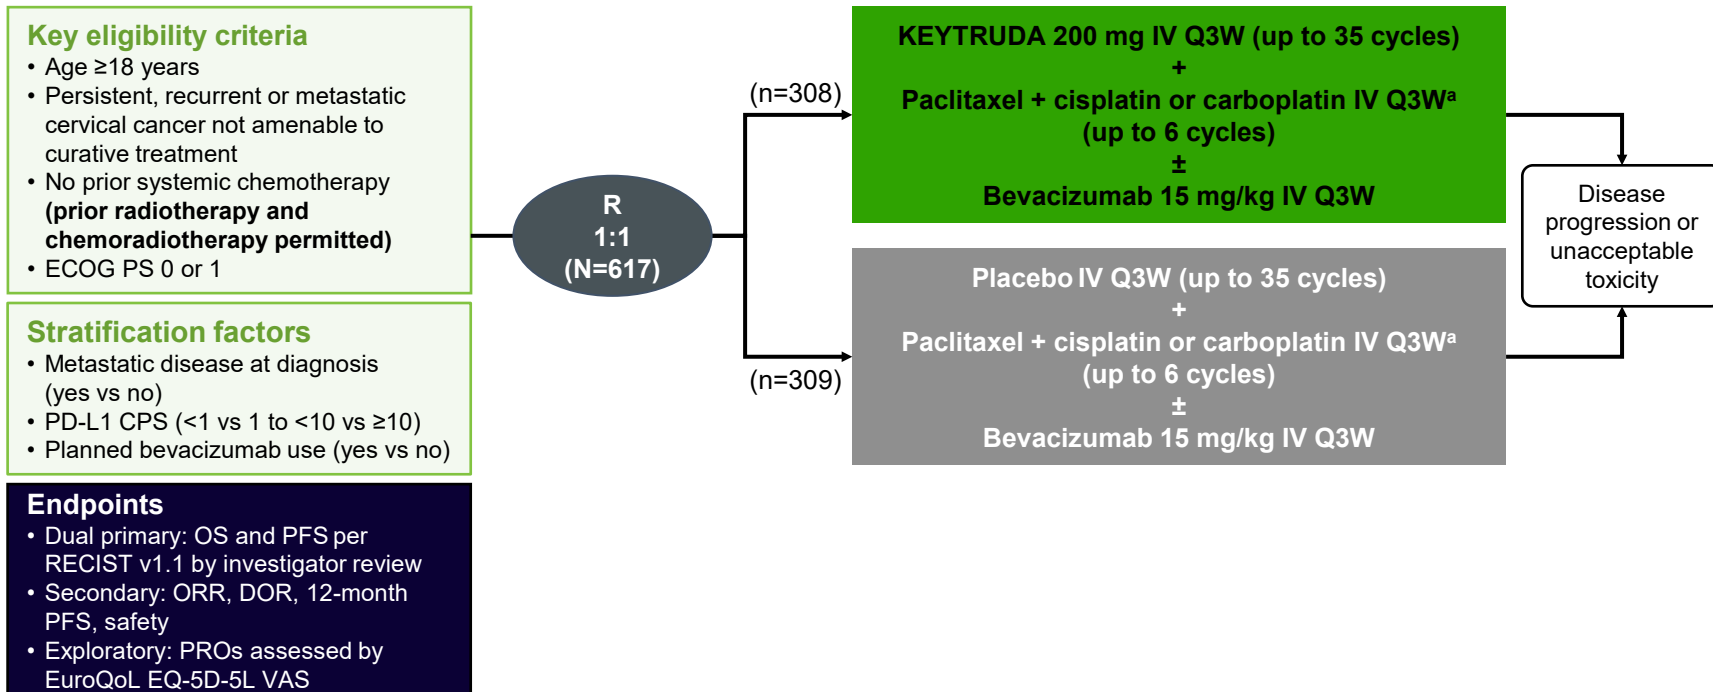 Key eligibility criteria
• Age ≥18 years
• Persistent, recurrent or metastatic
cervical cancer not amenable to
curative treatment
• No prior systemic chemotherapy
(prior radiotherapy and
chemoradiotherapy permitted)
• ECOG PS 0 or 1
Stratification factors
• Metastatic disease at diagnosis
(yes vs no)
• PD-L1 CPS (<1 vs 1 to <10 vs ≥10)
• Planned bevacizumab use (yes vs no)
Endpoints
• Dual primary: OS and PFS per
RECIST v1.1 by investigator review
• Secondary: ORR, DOR, 12-month
PFS, safety
• Exploratory: PROs assessed by
EuroQoL EQ-5D-5L VAS
R
1:1
(N=617)
(n=308)
(n=309)
KEYTRUDA 200 mg IV Q3W (up to 35 cycles)
+
Paclitaxel + cisplatin or carboplatin IV Q3Wᵃ
(up to 6 cycles)
±
Bevacizumab 15 mg/kg IV Q3W
Placebo IV Q3W (up to 35 cycles)
+
Paclitaxel + cisplatin or carboplatin IV Q3Wᵃ
(up to 6 cycles)
±
Bevacizumab 15 mg/kg IV Q3W
Disease
progression or
unacceptable
toxicity